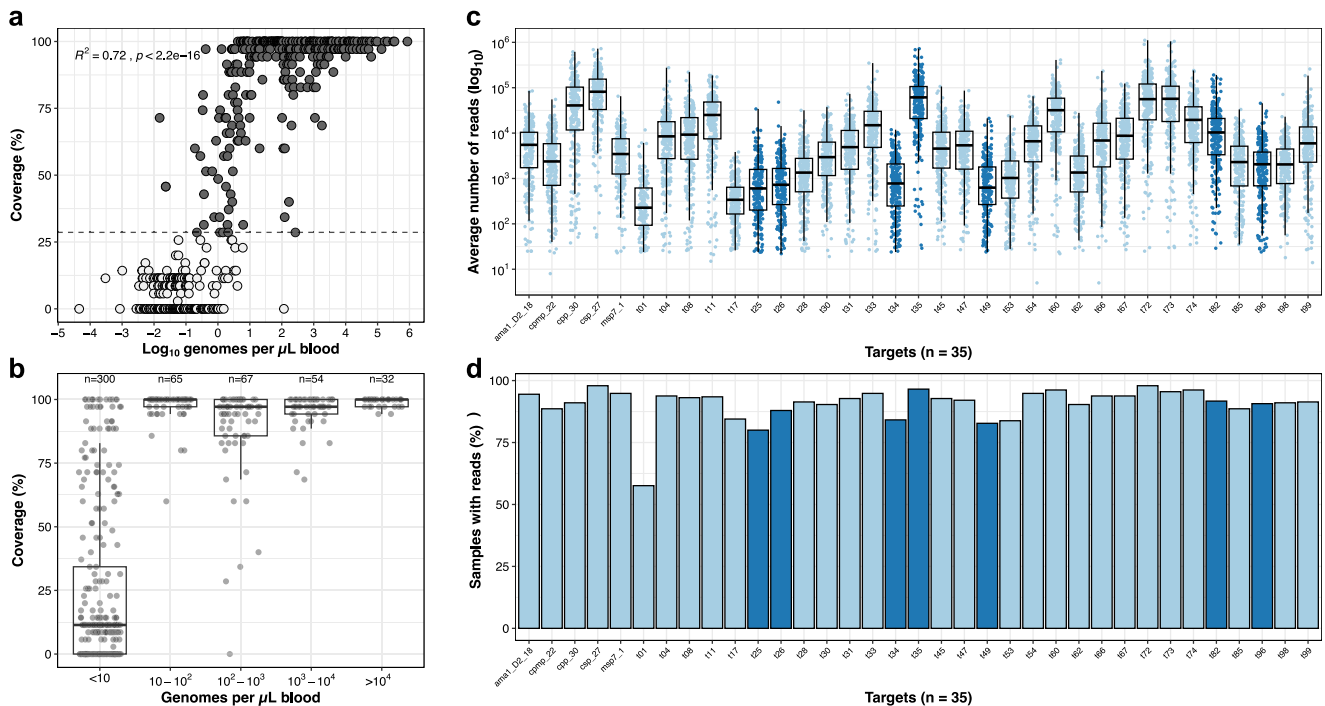 a
R² = 0.72 , p < 2.2e−16
Coverage (%)
100
75
50
25
0
−5 −4 −3 −2 −1 0 1 2 3 4 5 6
Log₁₀ genomes per µL blood
b
n=300 n=65 n=67 n=54 n=32
Coverage (%)
100
75
50
25
0
<10 10−10² 10²−10³ 10³−10⁴ >10⁴
Genomes per µL blood
c
Average number of reads (log₁₀)
10⁶
10⁵
10⁴
10³
10²
10¹
ama1_D2_18 cpmp_22 cpp_30 csp_27 msp7_1 t01 t04 t08 t11 t17 t25 t26 t28 t30 t31 t33 t34 t35 t45 t47 t49 t53 t54 t60 t62 t66 t67 t72 t73 t74 t82 t85 t96 t98 t99
Targets (n = 35)
d
Samples with reads (%)
100
75
50
25
0
ama1_D2_18 cpmp_22 cpp_30 csp_27 msp7_1 t01 t04 t08 t11 t17 t25 t26 t28 t30 t31 t33 t34 t35 t45 t47 t49 t53 t54 t60 t62 t66 t67 t72 t73 t74 t82 t85 t96 t98 t99
Targets (n = 35)